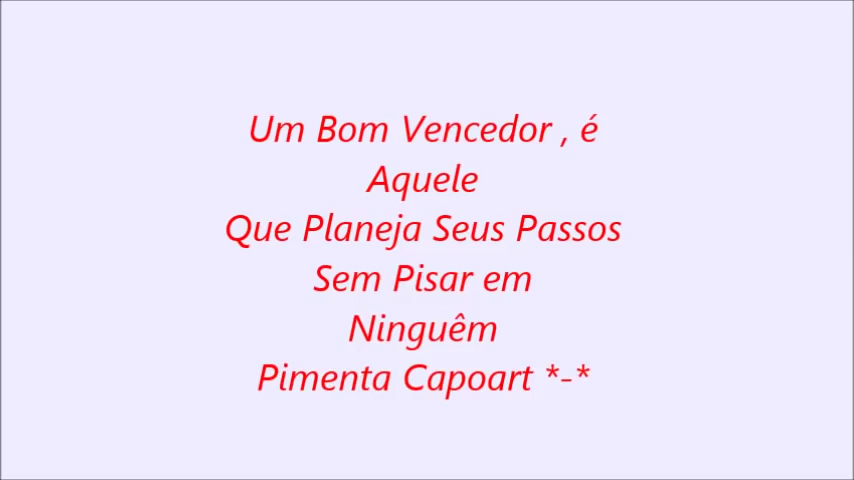 Um Bom Vencedor , é
Aquele
Que Planeja Seus Passos
Sem Pisar em
Ninguêm
Pimenta Capoart *-*